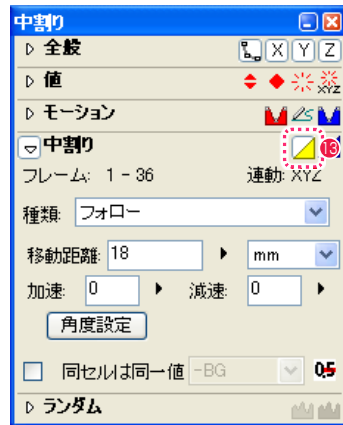 中割り
全般 X Y Z
値 XYZ
モーション
中割り 13
フレーム: 1 - 36 連動: XYZ
種類: フォロー
移動距離: 18 mm
加速: 0 減速: 0
角度設定
同セルは同一値 -BG 0.5
ランダム